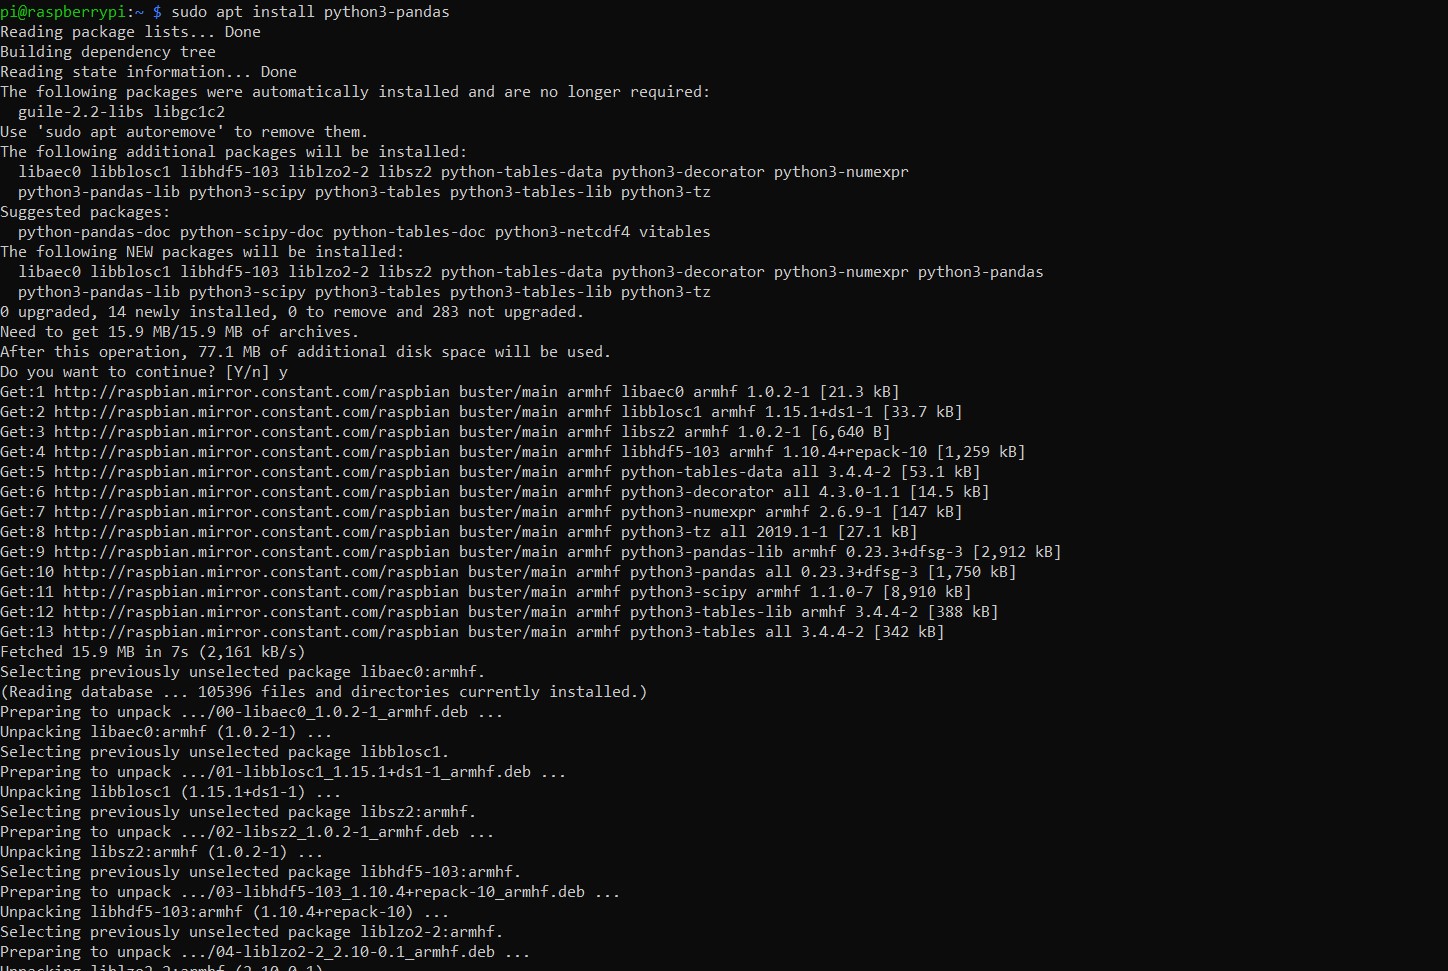 pi@raspberrypi:~ $ sudo apt install python3-pandas
Reading package lists... Done
Building dependency tree
Reading state information... Done
The following packages were automatically installed and are no longer required:
  guile-2.2-libs libgc1c2
Use 'sudo apt autoremove' to remove them.
The following additional packages will be installed:
  libaec0 libblosc1 libhdf5-103 liblzo2-2 libsz2 python-tables-data python3-decorator python3-numexpr
  python3-pandas-lib python3-scipy python3-tables python3-tables-lib python3-tz
Suggested packages:
  python-pandas-doc python-scipy-doc python-tables-doc python3-netcdf4 vitables
The following NEW packages will be installed:
  libaec0 libblosc1 libhdf5-103 liblzo2-2 libsz2 python-tables-data python3-decorator python3-numexpr python3-pandas
  python3-pandas-lib python3-scipy python3-tables python3-tables-lib python3-tz
0 upgraded, 14 newly installed, 0 to remove and 283 not upgraded.
Need to get 15.9 MB/15.9 MB of archives.
After this operation, 77.1 MB of additional disk space will be used.
Do you want to continue? [Y/n] y
Get:1 http://raspbian.mirror.constant.com/raspbian buster/main armhf libaec0 armhf 1.0.2-1 [21.3 kB]
Get:2 http://raspbian.mirror.constant.com/raspbian buster/main armhf libblosc1 armhf 1.15.1+ds1-1 [33.7 kB]
Get:3 http://raspbian.mirror.constant.com/raspbian buster/main armhf libsz2 armhf 1.0.2-1 [6,640 B]
Get:4 http://raspbian.mirror.constant.com/raspbian buster/main armhf libhdf5-103 armhf 1.10.4+repack-10 [1,259 kB]
Get:5 http://raspbian.mirror.constant.com/raspbian buster/main armhf python-tables-data all 3.4.4-2 [53.1 kB]
Get:6 http://raspbian.mirror.constant.com/raspbian buster/main armhf python3-decorator all 4.3.0-1.1 [14.5 kB]
Get:7 http://raspbian.mirror.constant.com/raspbian buster/main armhf python3-numexpr armhf 2.6.9-1 [147 kB]
Get:8 http://raspbian.mirror.constant.com/raspbian buster/main armhf python3-tz all 2019.1-1 [27.1 kB]
Get:9 http://raspbian.mirror.constant.com/raspbian buster/main armhf python3-pandas-lib armhf 0.23.3+dfsg-3 [2,912 kB]
Get:10 http://raspbian.mirror.constant.com/raspbian buster/main armhf python3-pandas all 0.23.3+dfsg-3 [1,750 kB]
Get:11 http://raspbian.mirror.constant.com/raspbian buster/main armhf python3-scipy armhf 1.1.0-7 [8,910 kB]
Get:12 http://raspbian.mirror.constant.com/raspbian buster/main armhf python3-tables-lib armhf 3.4.4-2 [388 kB]
Get:13 http://raspbian.mirror.constant.com/raspbian buster/main armhf python3-tables all 3.4.4-2 [342 kB]
Fetched 15.9 MB in 7s (2,161 kB/s)
Selecting previously unselected package libaec0:armhf.
(Reading database ... 105396 files and directories currently installed.)
Preparing to unpack .../00-libaec0_1.0.2-1_armhf.deb ...
Unpacking libaec0:armhf (1.0.2-1) ...
Selecting previously unselected package libblosc1.
Preparing to unpack .../01-libblosc1_1.15.1+ds1-1_armhf.deb ...
Unpacking libblosc1 (1.15.1+ds1-1) ...
Selecting previously unselected package libsz2:armhf.
Preparing to unpack .../02-libsz2_1.0.2-1_armhf.deb ...
Unpacking libsz2:armhf (1.0.2-1) ...
Selecting previously unselected package libhdf5-103:armhf.
Preparing to unpack .../03-libhdf5-103_1.10.4+repack-10_armhf.deb ...
Unpacking libhdf5-103:armhf (1.10.4+repack-10) ...
Selecting previously unselected package liblzo2-2:armhf.
Preparing to unpack .../04-liblzo2-2_2.10-0.1_armhf.deb ...
Unpacking liblzo2-2:armhf (2.10-0.1)